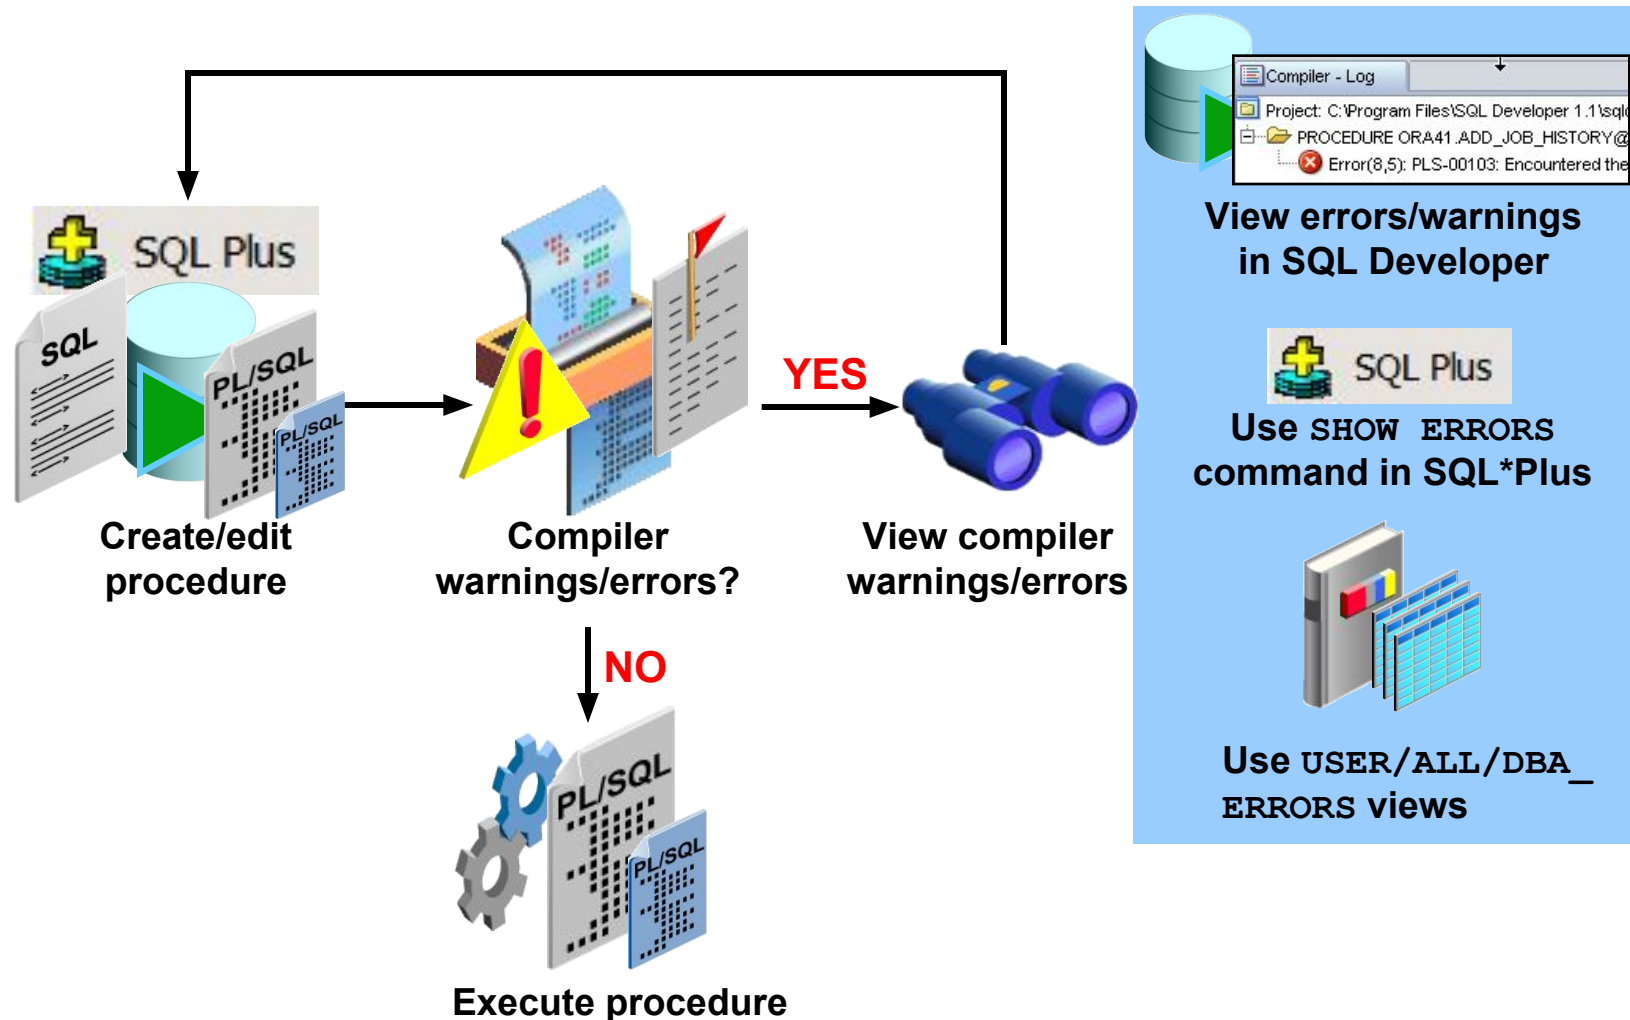 SQL Plus
SQL
PL/SQL
PL/SQL
Create/edit
procedure
Compiler
warnings/errors?
YES
View compiler
warnings/errors
NO
PL/SQL
PL/SQL
Execute procedure
Compiler - Log
Project: C:\Program Files\SQL Developer 1.1\sqld
PROCEDURE ORA41.ADD_JOB_HISTORY@
Error(8,5): PLS-00103: Encountered the
View errors/warnings
in SQL Developer
SQL Plus
Use SHOW ERRORS
command in SQL*Plus
Use USER/ALL/DBA_
ERRORS views